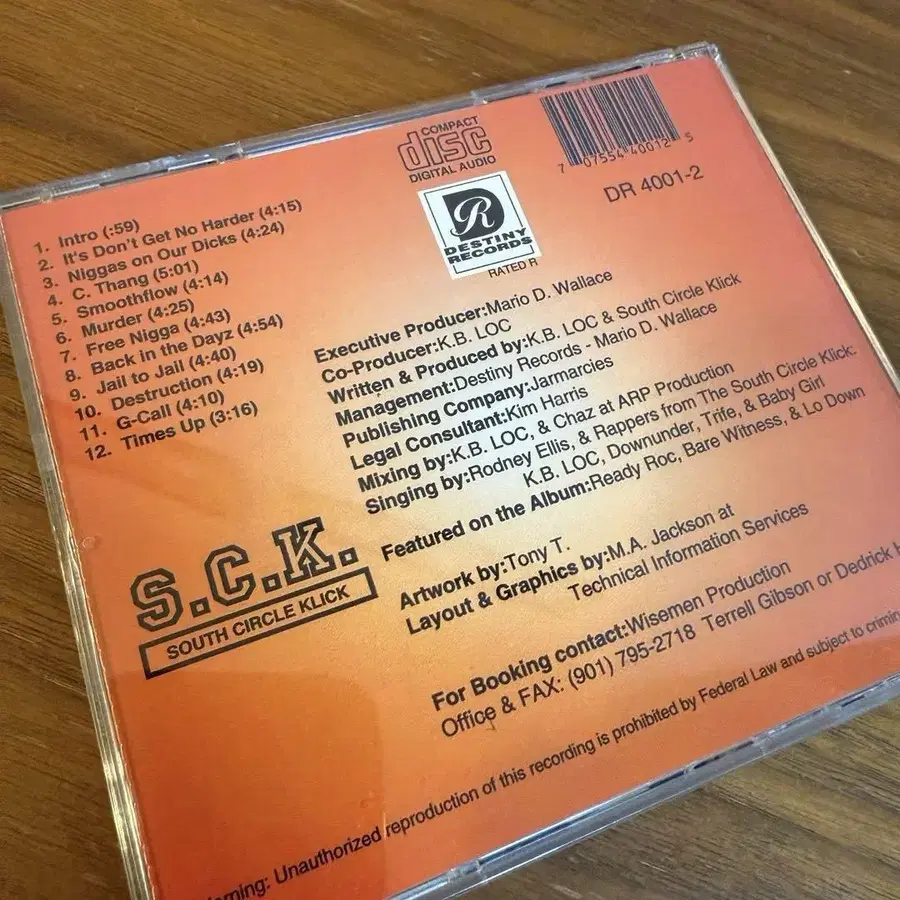 COMPACT
disc
DIGITAL AUDIO
7 07554 40012 5
DR 4001-2
R
DESTINY
RECORDS
RATED R
1. Intro (:59)
2. It's Don't Get No Harder (4:15)
3. Niggas on Our Dicks (4:24)
4. C. Thang (5:01)
5. Smoothflow (4:14)
6. Murder (4:25)
7. Free Nigga (4:43)
8. Back in the Dayz (4:54)
9. Jail to Jail (4:40)
10. Destruction (4:19)
11. G-Call (4:10)
12. Times Up (3:16)
Executive Producer:Mario D. Wallace
Co-Producer:K.B. LOC
Written & Produced by:K.B. LOC & South Circle Klick
Management:Destiny Records - Mario D. Wallace
Publishing Company:Jarmarcies
Legal Consultant:Kim Harris
Mixing by:K.B. LOC, & Chaz at ARP Production
Singing by:Rodney Ellis, & Rappers from The South Circle Klick:
K.B. LOC, Downunder, Trife, & Baby Girl
Featured on the Album:Ready Roc, Bare Witness, & Lo Down
Artwork by:Tony T.
Layout & Graphics by:M.A. Jackson at
Technical Information Services
S.C.K.
SOUTH CIRCLE KLICK
For Booking contact:Wisemen Production
Office & FAX: (901) 795-2718 Terrell Gibson or Dedrick
Unauthorized reproduction of this recording is prohibited by Federal Law and subject to